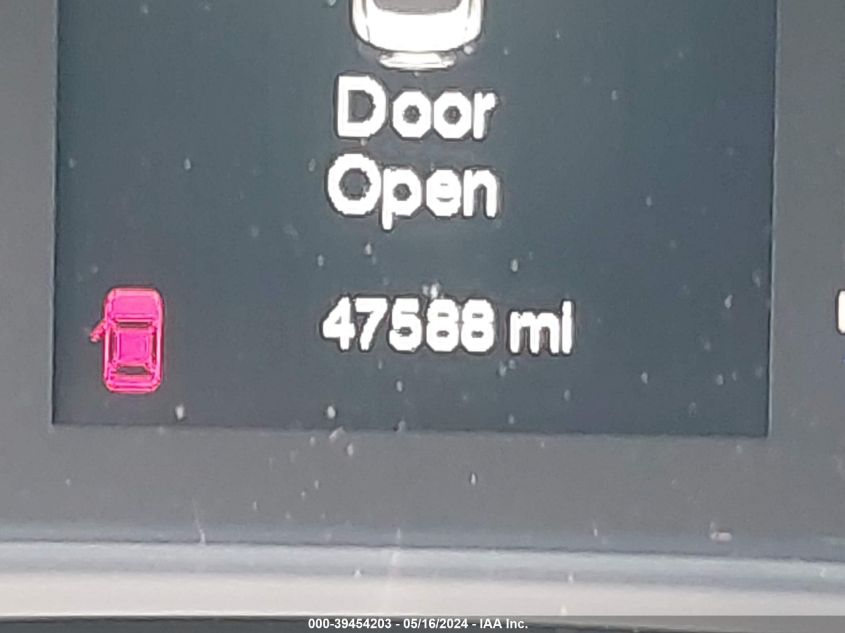 Door
Open
47588 mi
000-39454203 - 05/16/2024 - IAA Inc.